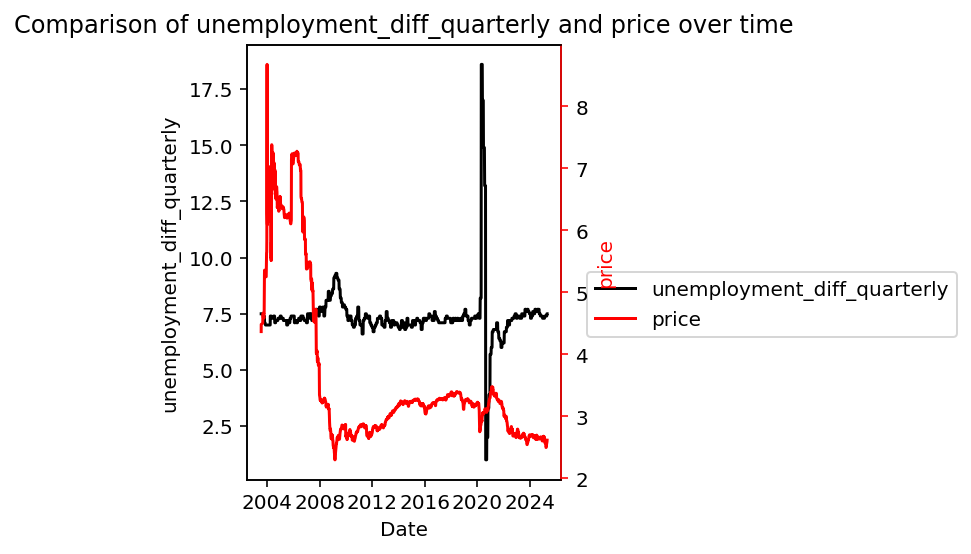 Comparison of unemployment_diff_quarterly and price over time
17.5
15.0
12.5
10.0
7.5
5.0
2.5
unemployment_diff_quarterly
8
7
6
5
4
3
2
price
unemployment_diff_quarterly
price
2004 2008 2012 2016 2020 2024
Date